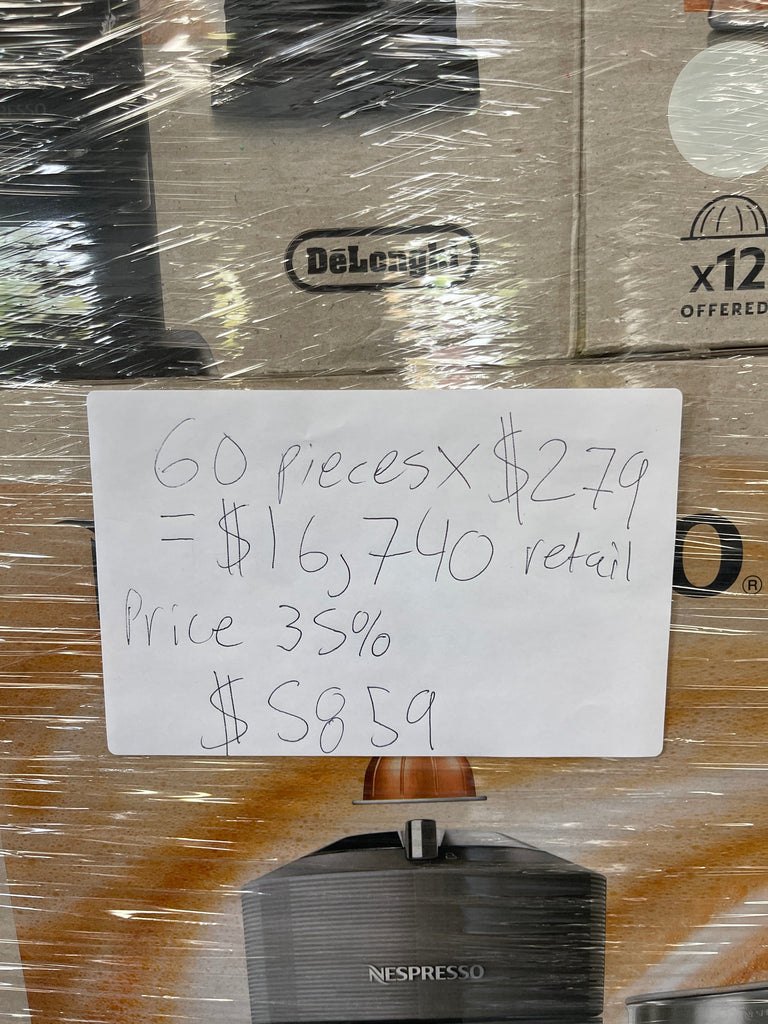 DeLonghi
x12
OFFERED
60 pieces x $279
= $16,740 retail
Price 35%
$5859
O®
NESPRESSO